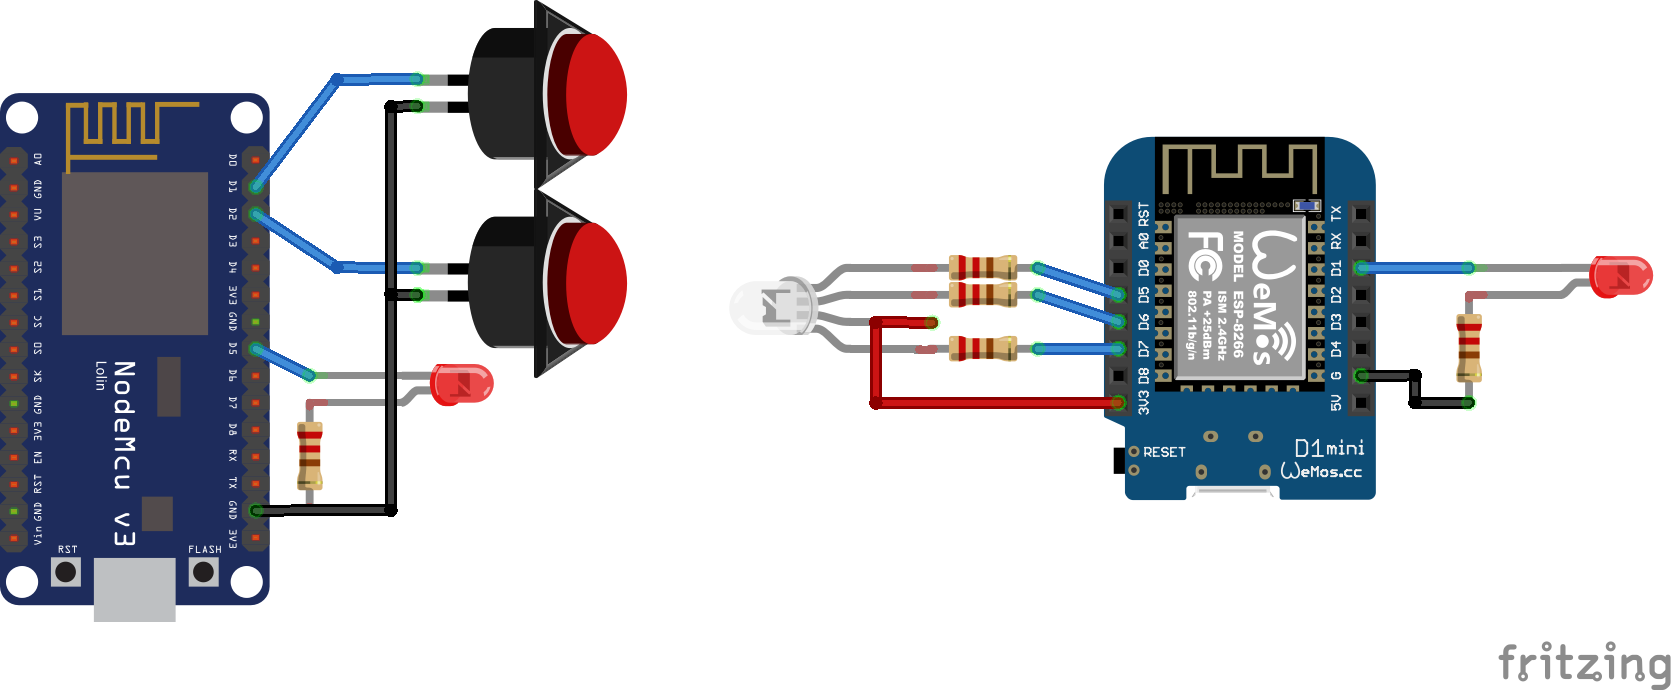 A0
GND
VU
S3
S2
S1
SC
S0
SK
GND
3V3
EN
RST
GND
Vin
D0
D1
D2
D3
D4
3V3
GND
D5
D6
D7
D8
RX
TX
GND
3V3
NodeMcu v3
Lolin
RST
FLASH
RST
A0
D0
D5
D6
D7
D8
3V3
TX
RX
D1
D2
D3
D4
G
5V
WeMos
MODEL ESP-8266
ISM 2.4GHz
PA +25dBm
802.11b/g/n
FC
RESET
D1mini
WeMos.cc
fritzing